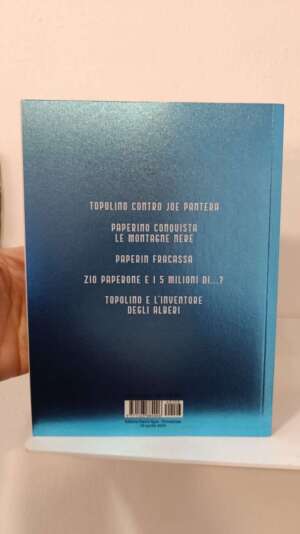 TOPOLINO CONTRO JOE PANTERA
PAPERINO CONQUISTA
LE MONTAGNE NERE
PAPERIN FRACASSA
ZIO PAPERONE E I 5 MILIONI DI...?
TOPOLINO E L'INVENTORE
DEGLI ALBERI